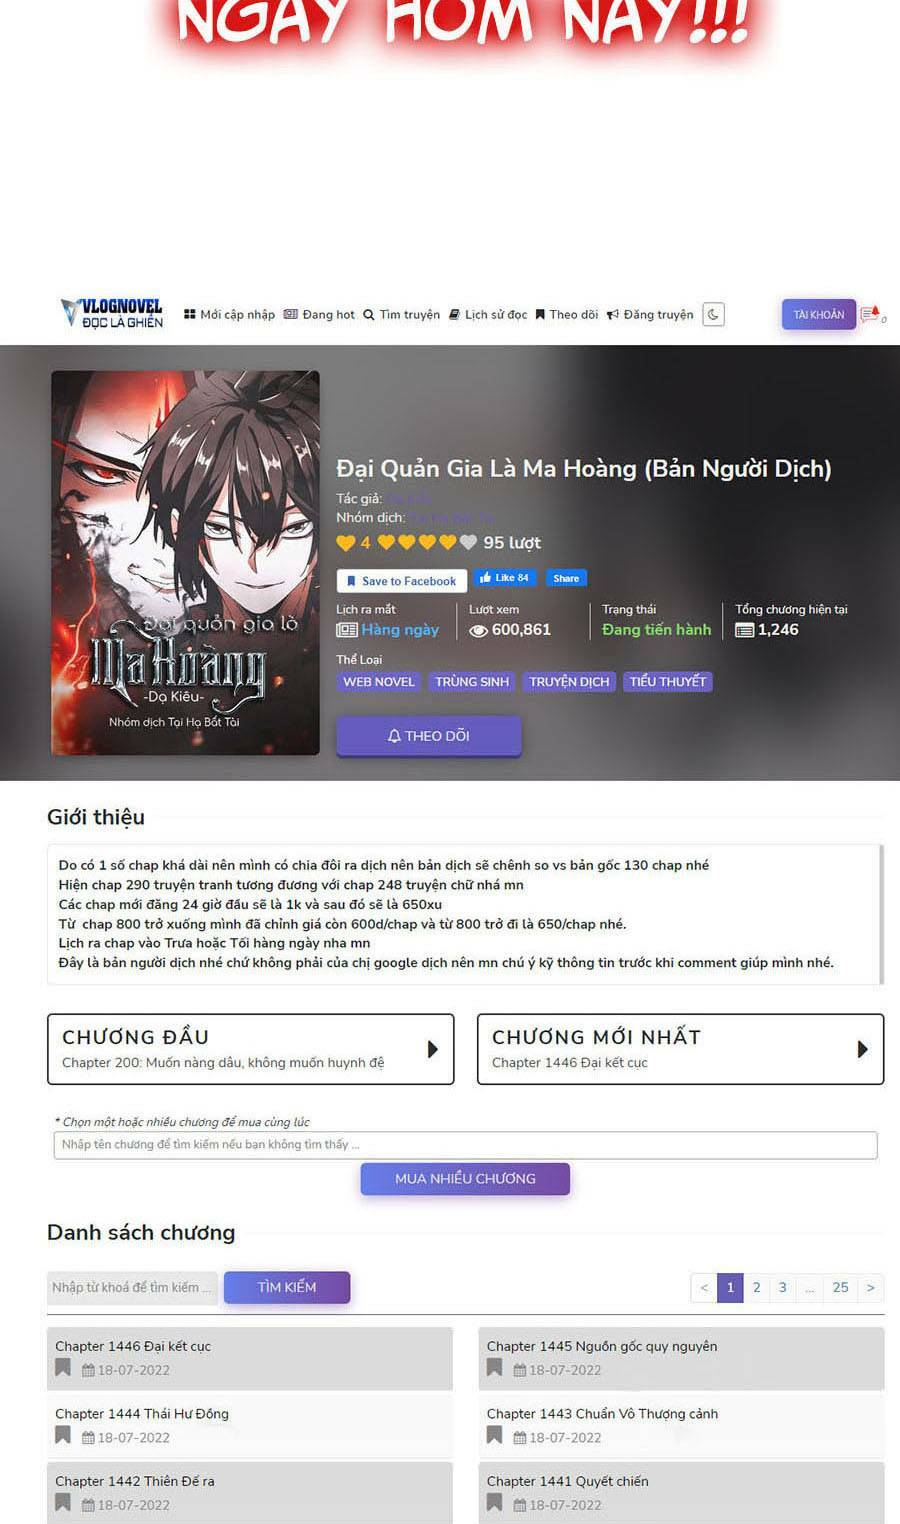 NGAY HÔM NAY!!!
VLOGNOVEL
ĐỌC LÀ GHIỀN
Mới cập nhập Đang hot Tìm truyện Lịch sử đọc Theo dõi Đăng truyện TÀI KHOẢN 0
Đại Quản Gia Là Ma Hoàng (Bản Người Dịch)
Tác giả:
Nhóm dịch:
4 95 lượt
Save to Facebook Like 84 Share
Lịch ra mắt Lượt xem Trạng thái Tổng chương hiện tại
Hàng ngày 600,861 Đang tiến hành 1,246
Thể Loại
WEB NOVEL TRÙNG SINH TRUYỆN DỊCH TIỂU THUYẾT
THEO DÕI
Đại quản gia là
Ma Hoàng
-Dạ Kiêu-
Nhóm dịch Tại Hạ Bất Tài
Giới thiệu
Do có 1 số chap khá dài nên mình có chia đôi ra dịch nên bản dịch sẽ chênh so vs bản gốc 130 chap nhé
Hiện chap 290 truyện tranh tương đương với chap 248 truyện chữ nhá mn
Các chap mới đăng 24 giờ đầu sẽ là 1k và sau đó sẽ là 650xu
Từ chap 800 trở xuống mình đã chỉnh giá còn 600đ/chap và từ 800 trở đi là 650/chap nhé.
Lịch ra chap vào Trưa hoặc Tối hàng ngày nha mn
Đây là bản người dịch nhé chứ không phải của chị google dịch nên mn chú ý kỹ thông tin trước khi comment giúp mình nhé.
CHƯƠNG ĐẦU
Chapter 200: Muốn nàng dâu, không muốn huynh đệ
CHƯƠNG MỚI NHẤT
Chapter 1446 Đại kết cục
* Chọn một hoặc nhiều chương để mua cùng lúc
Nhập tên chương để tìm kiếm nếu bạn không tìm thấy ...
MUA NHIỀU CHƯƠNG
Danh sách chương
Nhập từ khoá để tìm kiếm ... TÌM KIẾM < 1 2 3 ... 25 >
Chapter 1446 Đại kết cục
18-07-2022
Chapter 1445 Nguồn gốc quy nguyên
18-07-2022
Chapter 1444 Thái Hư Đồng
18-07-2022
Chapter 1443 Chuẩn Vô Thượng cảnh
18-07-2022
Chapter 1442 Thiên Đế ra
18-07-2022
Chapter 1441 Quyết chiến
18-07-2022